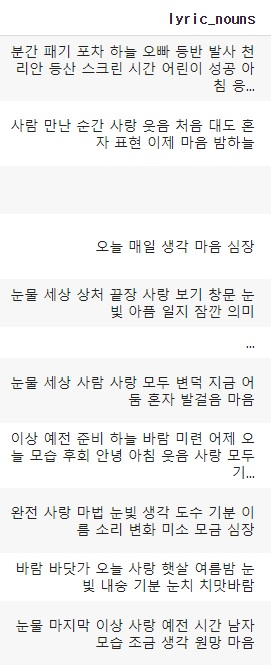 lyric_nouns
분간 패기 포차 하늘 오빠 등반 발사 천
리안 등산 스크린 시간 어린이 성공 아
침 응...
사람 만난 순간 사랑 웃음 처음 대도 혼
자 표현 이제 마음 밤하늘
오늘 매일 생각 마음 심장
눈물 세상 상처 끝장 사랑 보기 창문 눈
빛 아픔 일지 잠깐 의미
...
눈물 세상 사람 사랑 모두 변덕 지금 어
둠 혼자 발걸음 마음
이상 예전 준비 하늘 바람 미련 어제 오
늘 모습 후회 안녕 아침 웃음 사랑 모두
기...
완전 사랑 마법 눈빛 생각 도수 기분 이
름 소리 변화 미소 모금 심장
바람 바닷가 오늘 사랑 햇살 여름밤 눈
빛 내숭 기분 눈치 치맛바람
눈물 마지막 이상 사랑 예전 시간 남자
모습 조금 생각 원망 마음